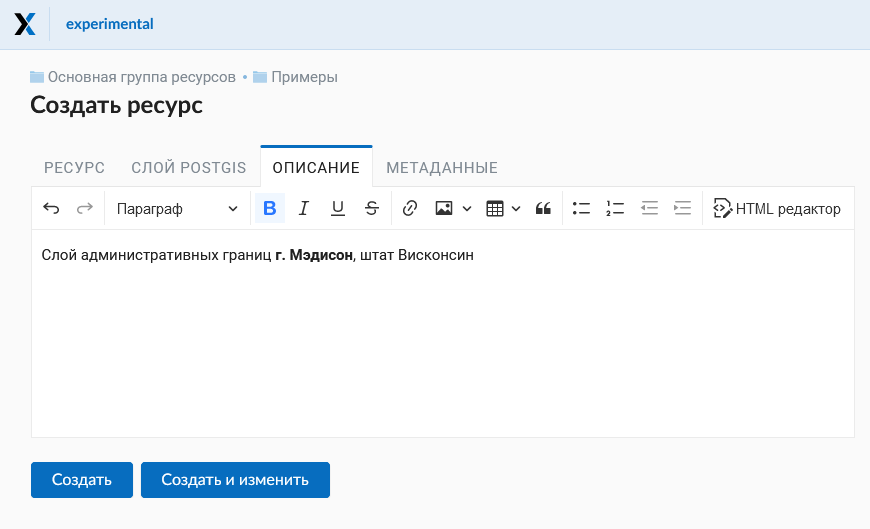 experimental
Основная группа ресурсов • Примеры
Создать ресурс
РЕСУРС СЛОЙ POSTGIS ОПИСАНИЕ МЕТАДАННЫЕ
Параграф B I U S HTML редактор
Слой административных границ г. Мэдисон, штат Висконсин
Создать Создать и изменить